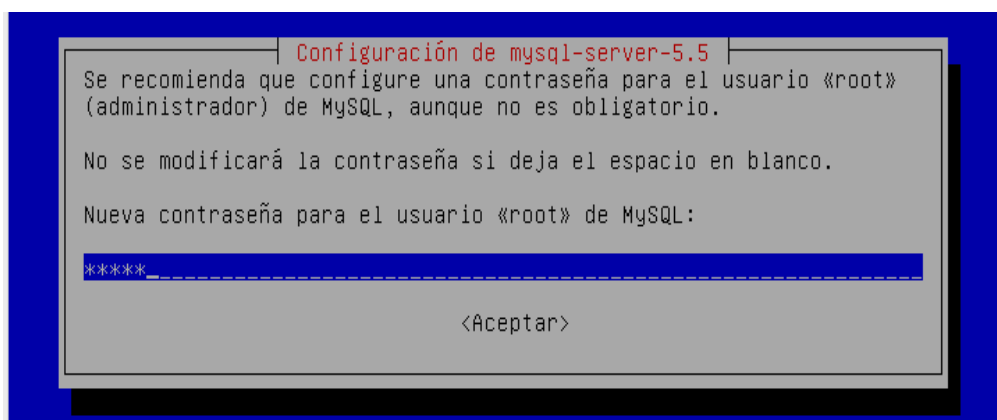 Configuración de mysql-server-5.5
Se recomienda que configure una contraseña para el usuario «root»
(administrador) de MySQL, aunque no es obligatorio.
No se modificará la contraseña si deja el espacio en blanco.
Nueva contraseña para el usuario «root» de MySQL:
*****
<Aceptar>